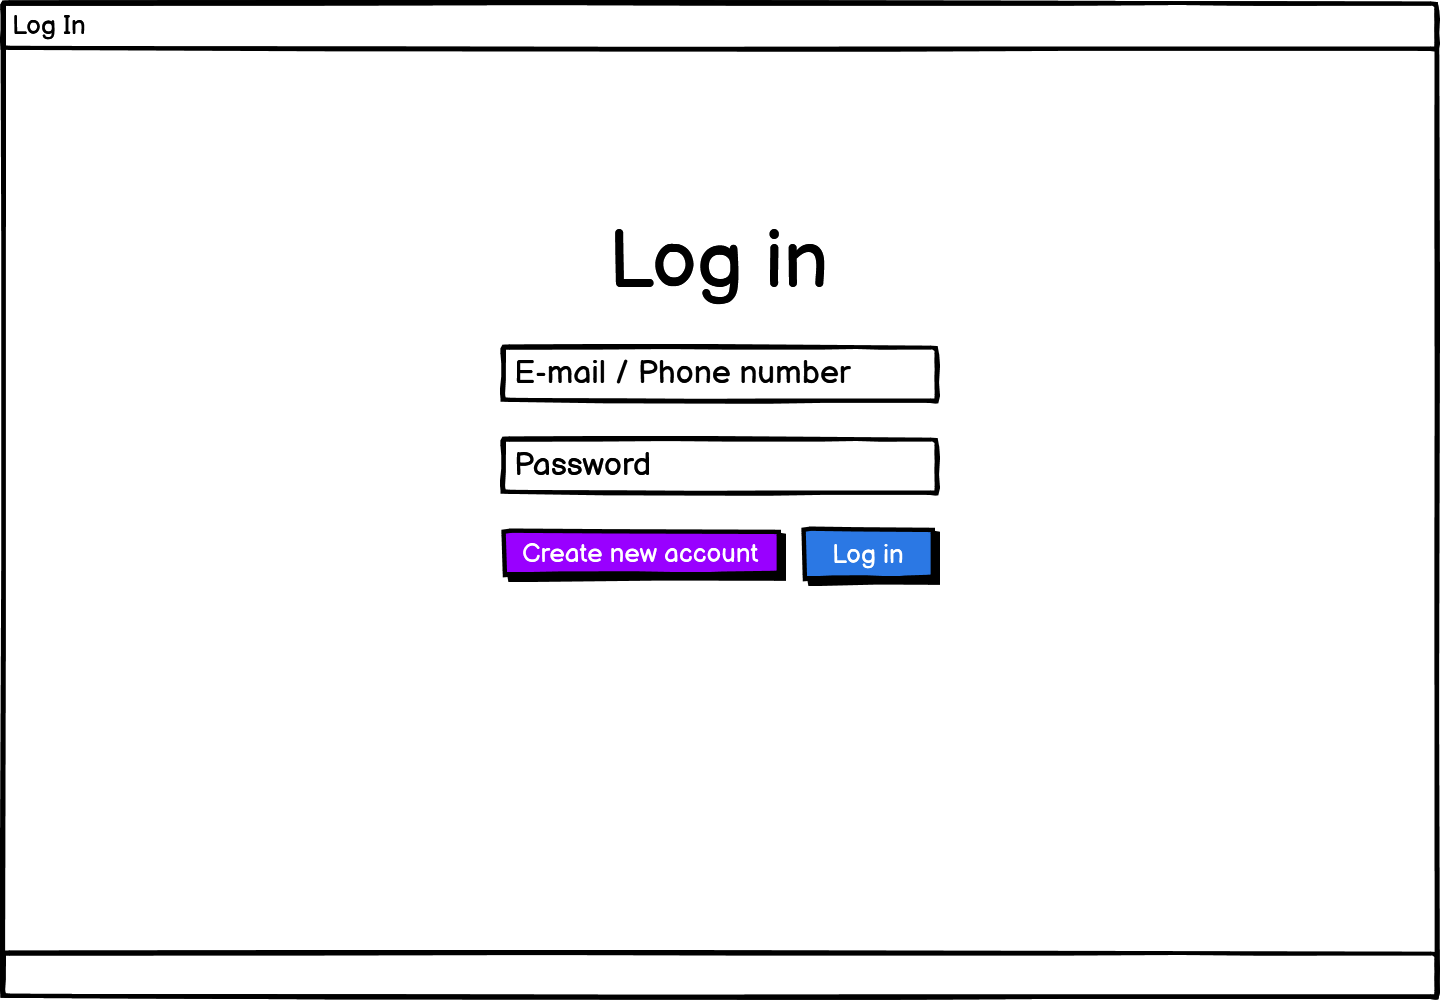 Log In
Log in
E-mail / Phone number
Password
Create new account
Log in